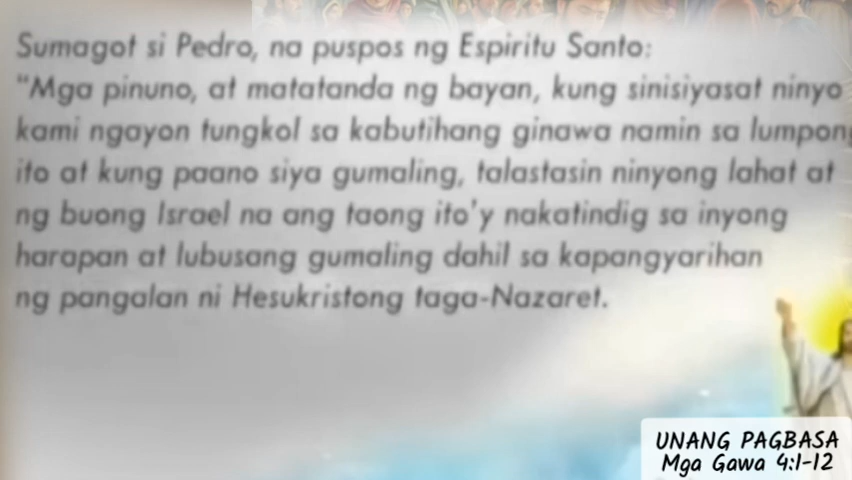 Sumagot si Pedro, na puspos ng Espiritu Santo:
“Mga pinuno, at matatanda ng bayan, kung sinisiyasat ninyo
kami ngayon tungkol sa kabutihang ginawa namin sa lumpong
ito at kung paano siya gumaling, talastasin ninyong lahat at
ng buong Israel na ang taong ito’y nakatindig sa inyong
harapan at lubusang gumaling dahil sa kapangyarihan
ng pangalan ni Hesukristong taga-Nazaret.
UNANG PAGBASA
Mga Gawa 4:1-12